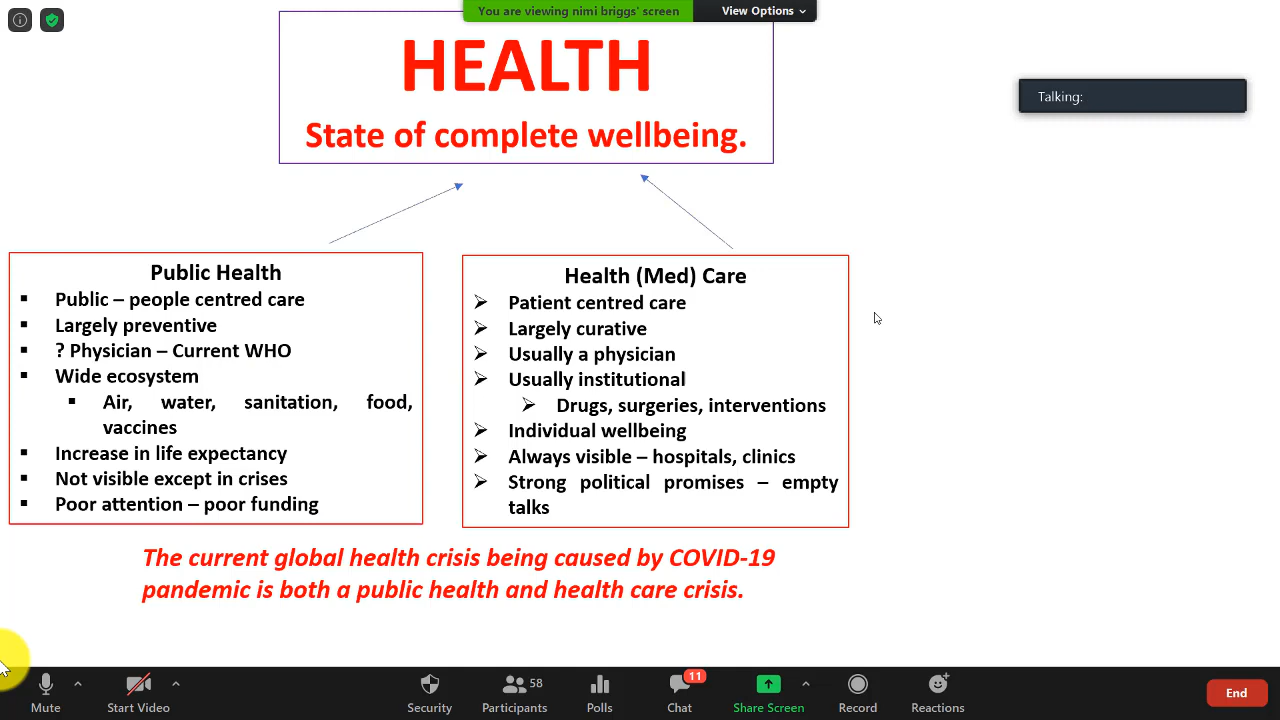 You are viewing nimi briggs' screen
View Options
HEALTH
State of complete wellbeing.
Talking:
Public Health
Public – people centred care
Largely preventive
? Physician – Current WHO
Wide ecosystem
Air, water, sanitation, food,
vaccines
Increase in life expectancy
Not visible except in crises
Poor attention – poor funding
Health (Med) Care
Patient centred care
Largely curative
Usually a physician
Usually institutional
Drugs, surgeries, interventions
Individual wellbeing
Always visible – hospitals, clinics
Strong political promises – empty
talks
The current global health crisis being caused by COVID-19
pandemic is both a public health and health care crisis.
Mute
Start Video
Security
58
Participants
Polls
11
Chat
Share Screen
Record
Reactions
End